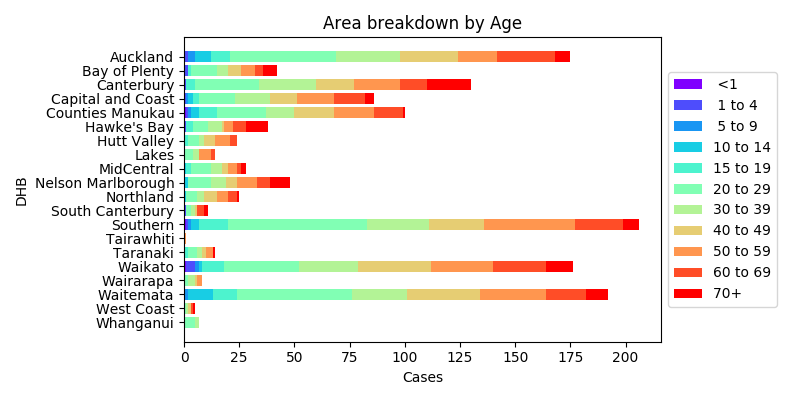 Area breakdown by Age
DHB
Auckland
Bay of Plenty
Canterbury
Capital and Coast
Counties Manukau
Hawke's Bay
Hutt Valley
Lakes
MidCentral
Nelson Marlborough
Northland
South Canterbury
Southern
Tairawhiti
Taranaki
Waikato
Wairarapa
Waitemata
West Coast
Whanganui
0 25 50 75 100 125 150 175 200
Cases
<1
1 to 4
5 to 9
10 to 14
15 to 19
20 to 29
30 to 39
40 to 49
50 to 59
60 to 69
70+